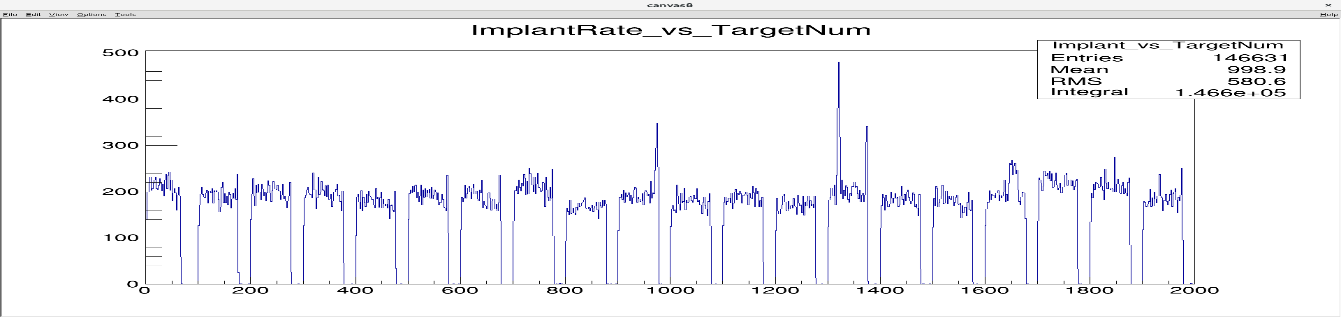 canvas8 ×
File Edit View Options Tools Help
ImplantRate_vs_TargetNum
Implant_vs_TargetNum
Entries 146631
Mean 998.9
RMS 580.6
Integral 1.466e+05
500
400
300
200
100
0
0 200 400 600 800 1000 1200 1400 1600 1800 2000